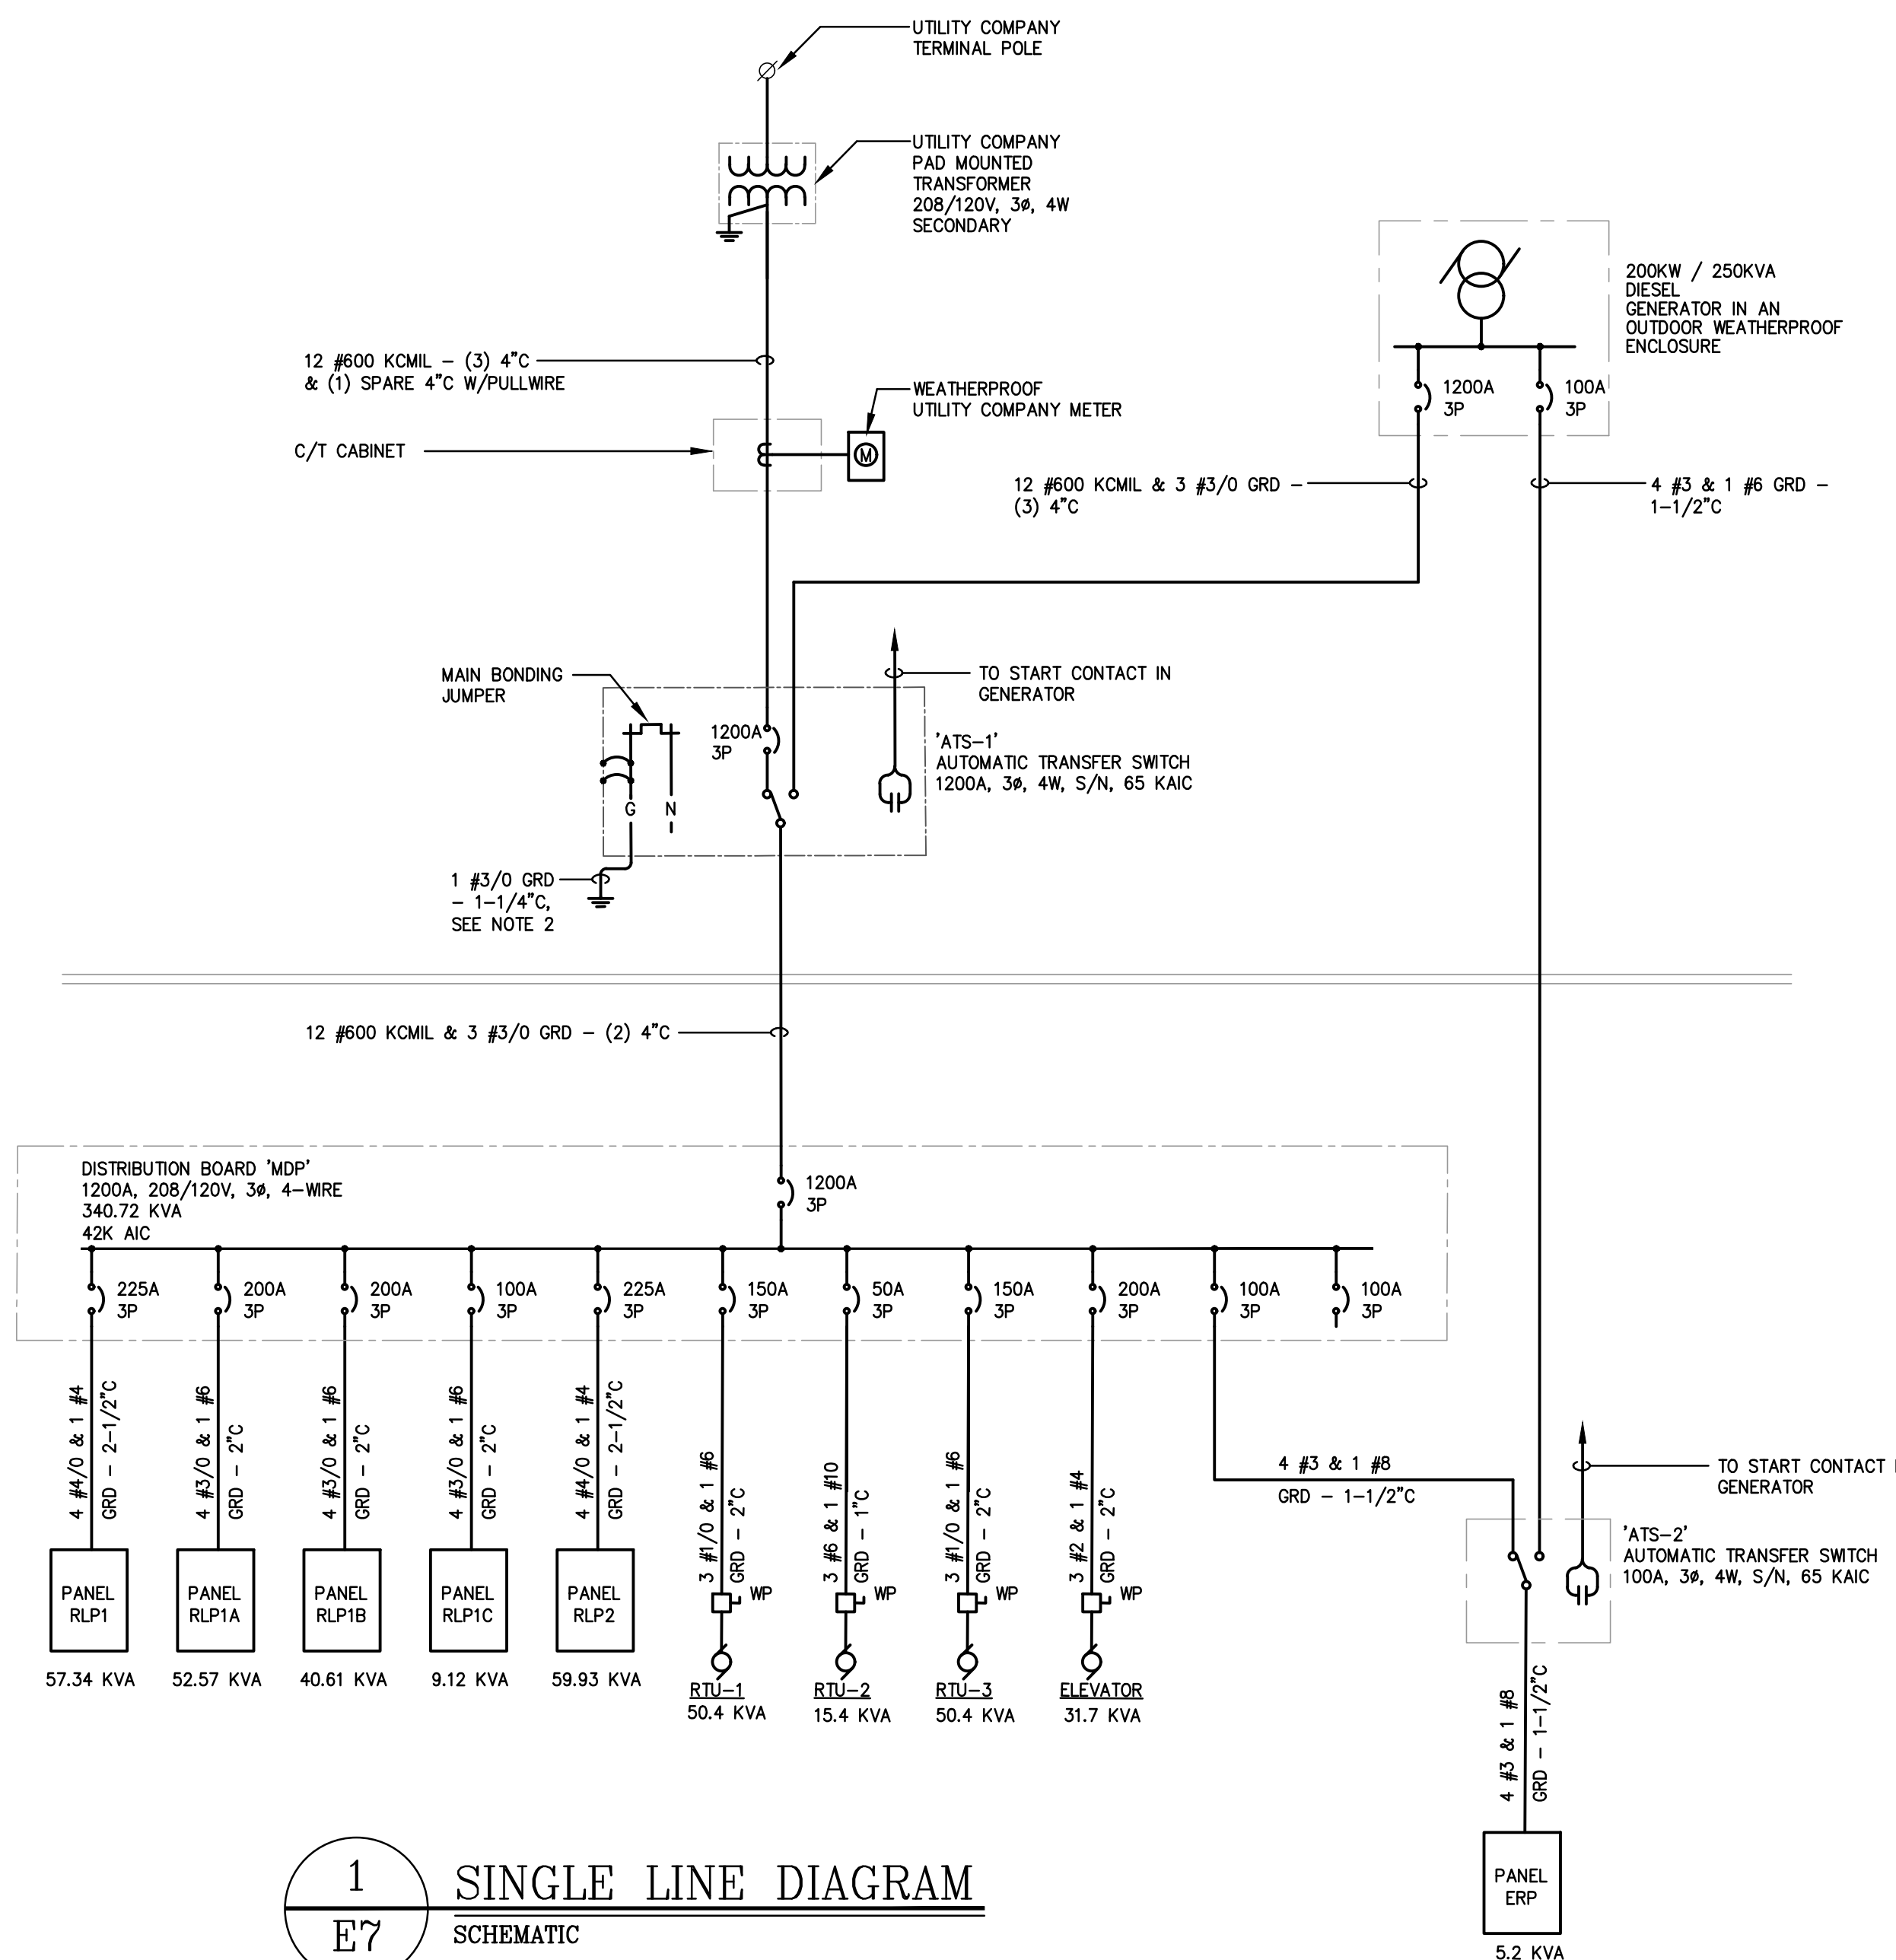 UTILITY COMPANY
TERMINAL POLE
UTILITY COMPANY
PAD MOUNTED
TRANSFORMER
208/120V, 3ø, 4W
SECONDARY
200KW / 250KVA
DIESEL
GENERATOR IN AN
OUTDOOR WEATHERPROOF
ENCLOSURE
1200A
3P
100A
3P
12 #600 KCMIL – (3) 4"C
& (1) SPARE 4"C W/PULLWIRE
WEATHERPROOF
UTILITY COMPANY METER
C/T CABINET
M
12 #600 KCMIL & 3 #3/0 GRD –
(3) 4"C
4 #3 & 1 #6 GRD –
1-1/2"C
MAIN BONDING
JUMPER
TO START CONTACT IN
GENERATOR
1200A
3P
'ATS-1'
AUTOMATIC TRANSFER SWITCH
1200A, 3ø, 4W, S/N, 65 KAIC
G
N
1 #3/0 GRD
– 1-1/4"C,
SEE NOTE 2
12 #600 KCMIL & 3 #3/0 GRD – (2) 4"C
DISTRIBUTION BOARD 'MDP'
1200A, 208/120V, 3ø, 4-WIRE
340.72 KVA
42K AIC
1200A
3P
225A
3P
200A
3P
200A
3P
100A
3P
225A
3P
150A
3P
50A
3P
150A
3P
200A
3P
100A
3P
100A
3P
4 #4/0 & 1 #4
GRD – 2-1/2"C
4 #3/0 & 1 #6
GRD – 2"C
4 #3/0 & 1 #6
GRD – 2"C
4 #3/0 & 1 #6
GRD – 2"C
4 #4/0 & 1 #4
GRD – 2-1/2"C
3 #1/0 & 1 #6
GRD – 2"C
3 #6 & 1 #10
GRD – 1"C
3 #1/0 & 1 #6
GRD – 2"C
3 #2 & 1 #4
GRD – 2"C
4 #3 & 1 #8
GRD – 1-1/2"C
TO START CONTACT
GENERATOR
'ATS-2'
AUTOMATIC TRANSFER SWITCH
100A, 3ø, 4W, S/N, 65 KAIC
PANEL
RLP1
PANEL
RLP1A
PANEL
RLP1B
PANEL
RLP1C
PANEL
RLP2
WP
WP
WP
WP
57.34 KVA
52.57 KVA
40.61 KVA
9.12 KVA
59.93 KVA
RTU-1
50.4 KVA
RTU-2
15.4 KVA
RTU-3
50.4 KVA
ELEVATOR
31.7 KVA
4 #3 & 1 #8
GRD – 1-1/2"C
PANEL
ERP
5.2 KVA
1
E7
SINGLE LINE DIAGRAM
SCHEMATIC